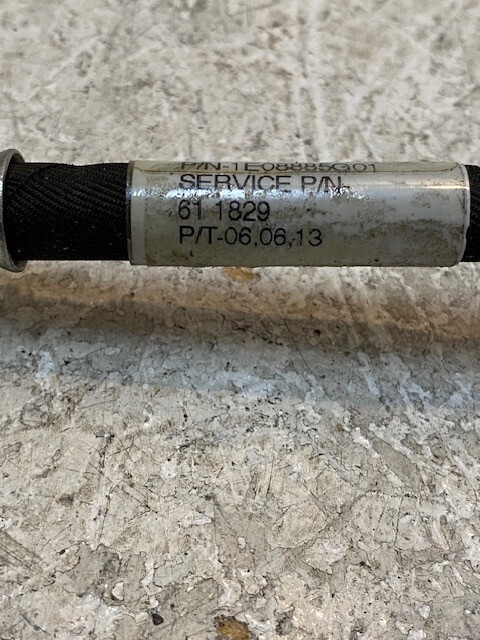 P/N-1E08885G01
SERVICE P/N
61 1829
P/T-06,06,13